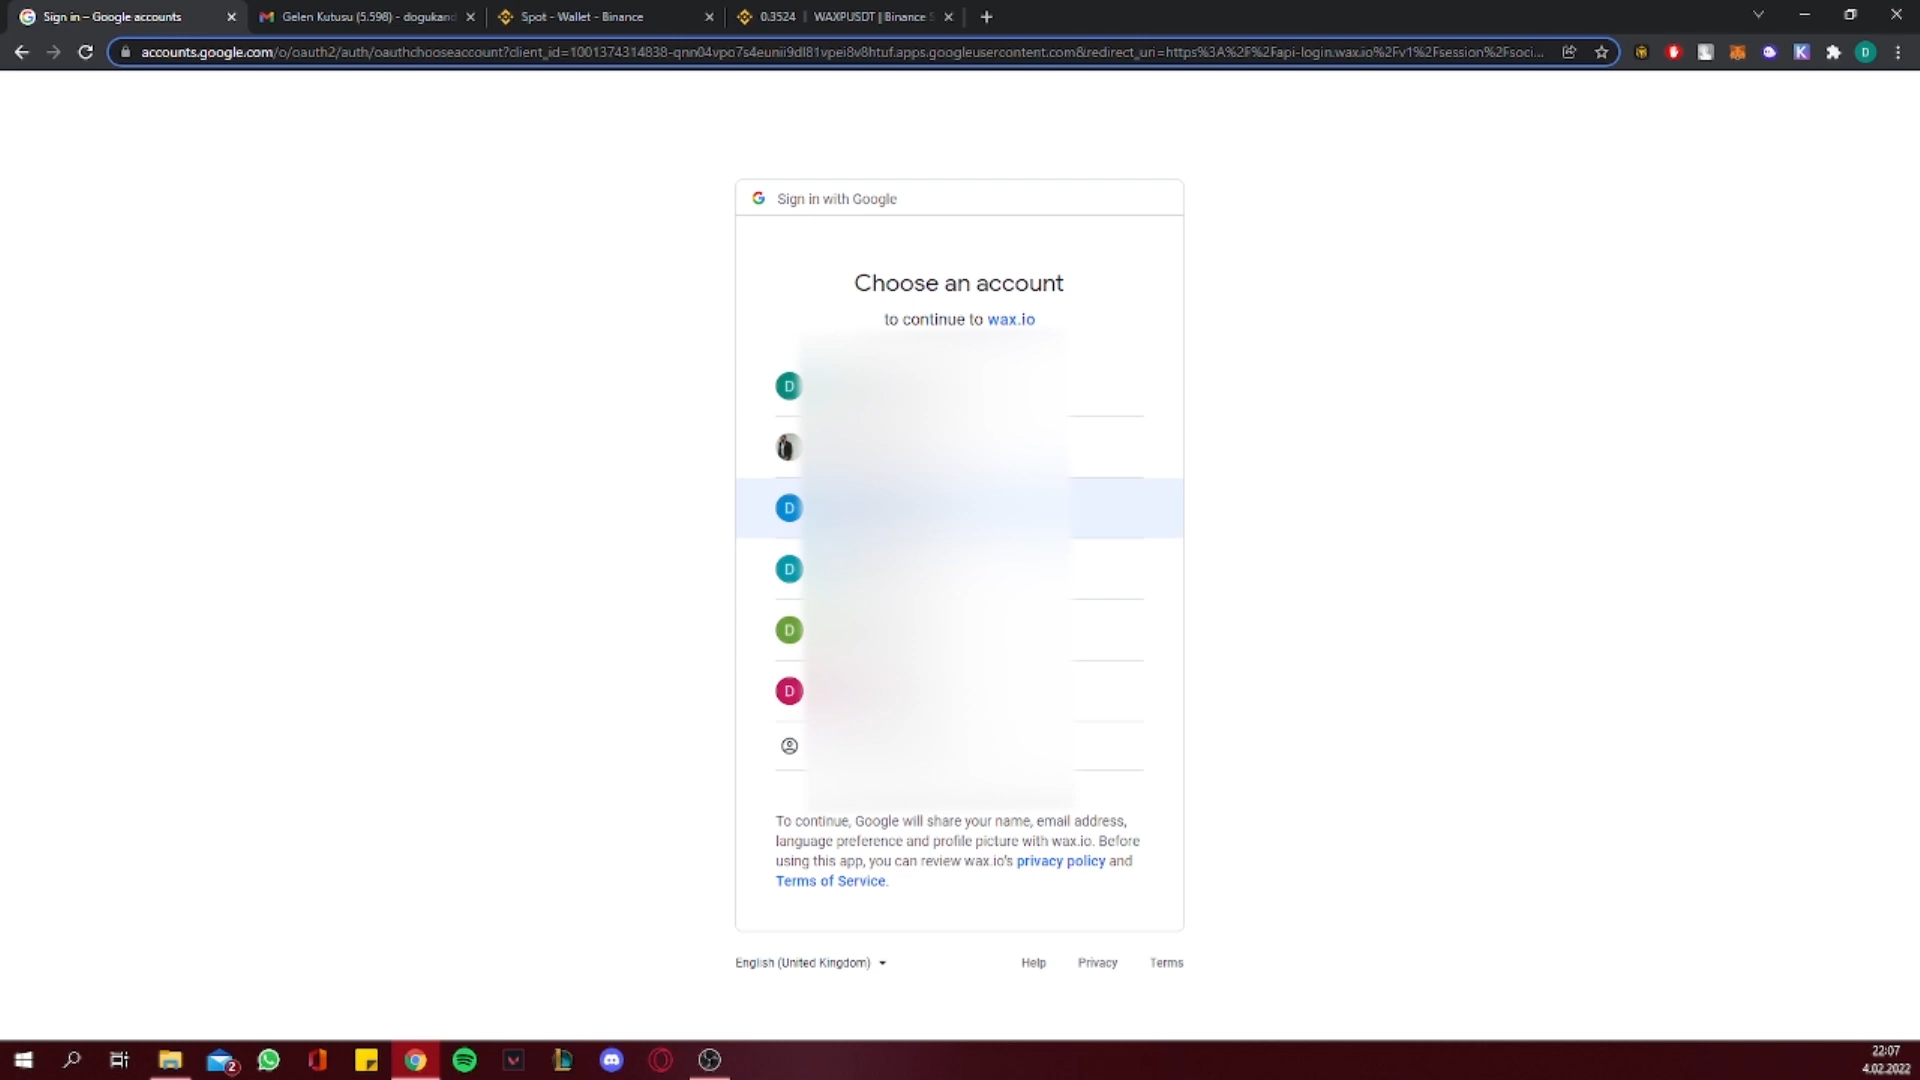 Sign in – Google accounts
Gelen Kutusu (5.598) - dogukand
Spot - Wallet - Binance
0.3524 | WAXPUSDT | Binance S
accounts.google.com/o/oauth2/auth/oauthchooseaccount?client_id=1001374314838-qnn04vpo7s4eunii9dl81vpei8v8htuf.apps.googleusercontent.com&redirect_uri=https%3A%2F%2Fapi-login.wax.io%2Fv1%2Fsession%2Fsoci...
K
D
Sign in with Google
Choose an account
to continue to wax.io
D
D
D
D
D
To continue, Google will share your name, email address,
language preference and profile picture with wax.io. Before
using this app, you can review wax.io's privacy policy and
Terms of Service.
English (United Kingdom)
Help
Privacy
Terms
2
22:07
4.02.2022